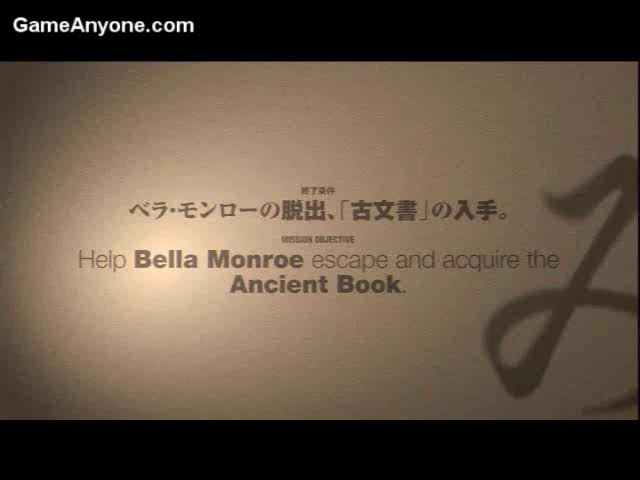 GameAnyone.com
終了条件
ベラ・モンローの脱出、「古文書」の入手。
MISSION OBJECTIVE
Help Bella Monroe escape and acquire the
Ancient Book.